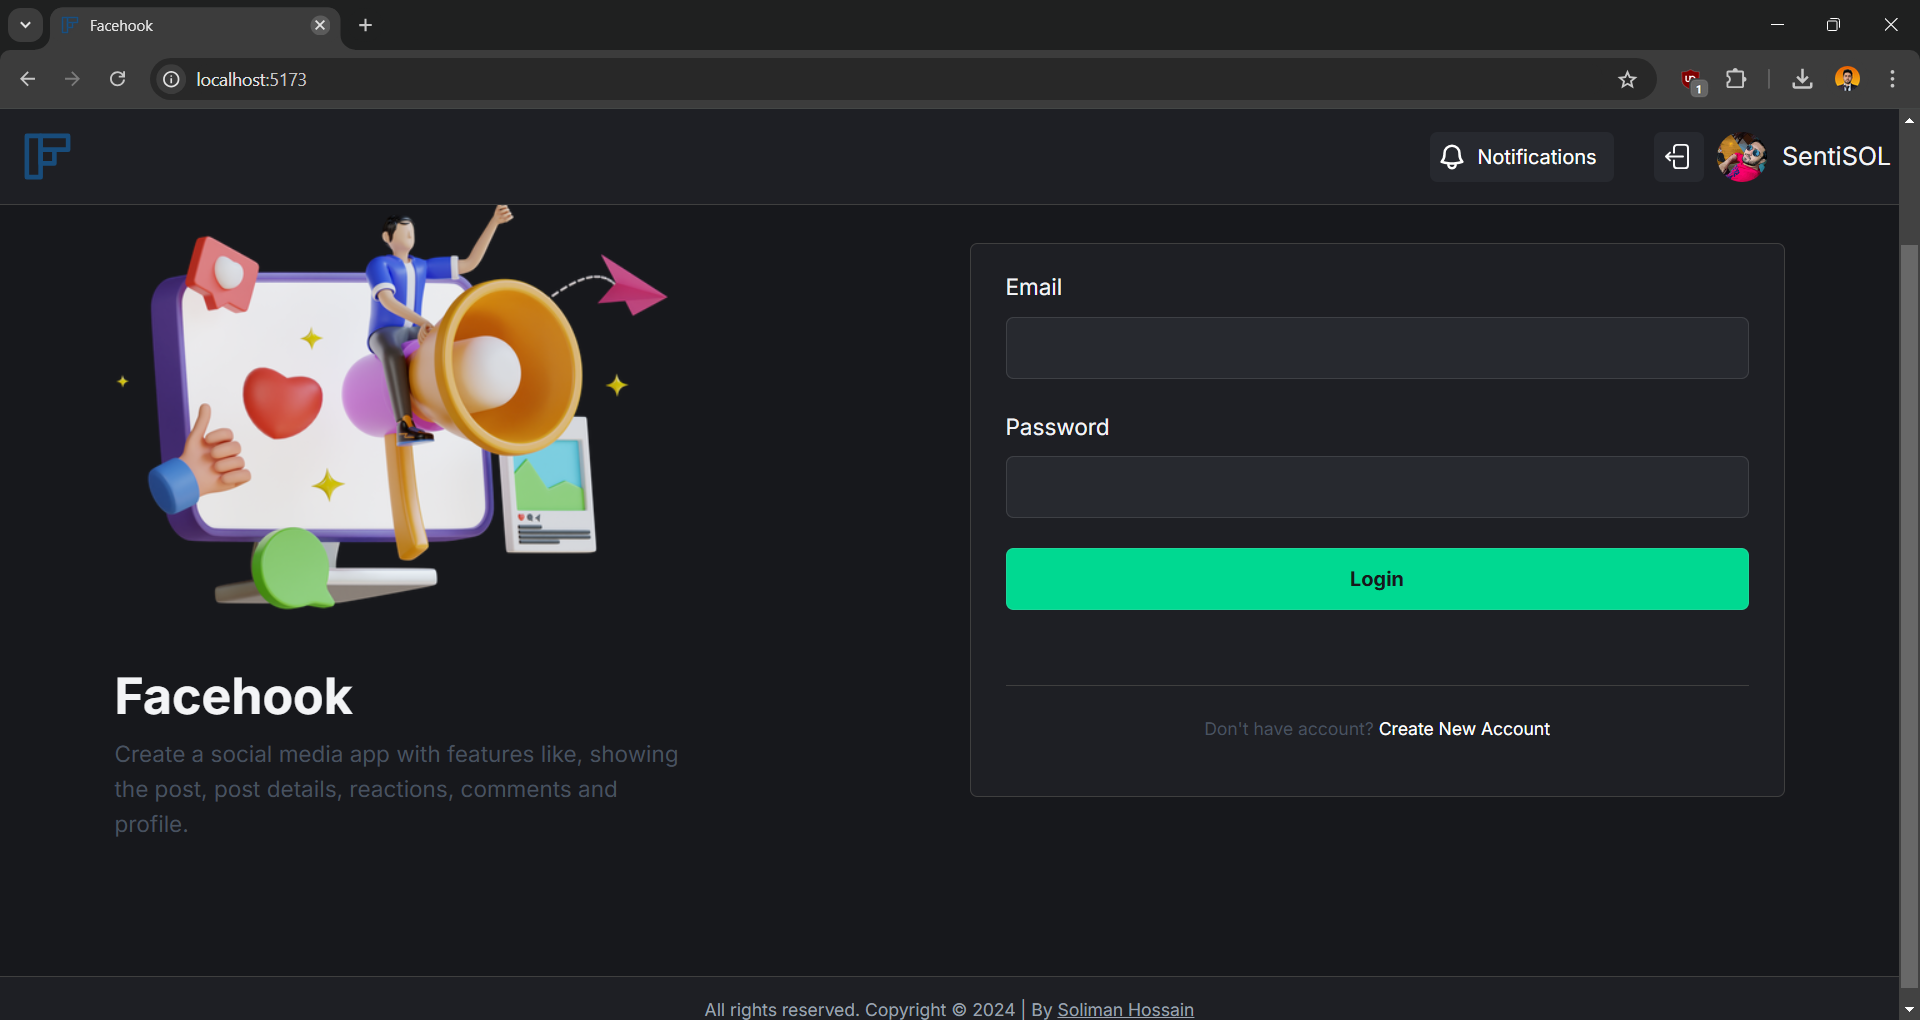 Facehook
localhost:5173
1
Notifications
SentiSOL
Email
Password
Login
Don't have account? Create New Account
Facehook
Create a social media app with features like, showing
the post, post details, reactions, comments and
profile.
All rights reserved. Copyright © 2024 | By Soliman Hossain